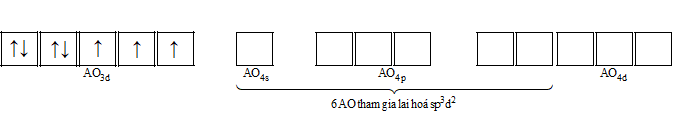 ↑↓ ↑↓ ↑ ↑ ↑
AO3d AO4s AO4p AO4d
6 AO tham gia lai hoá sp3d2